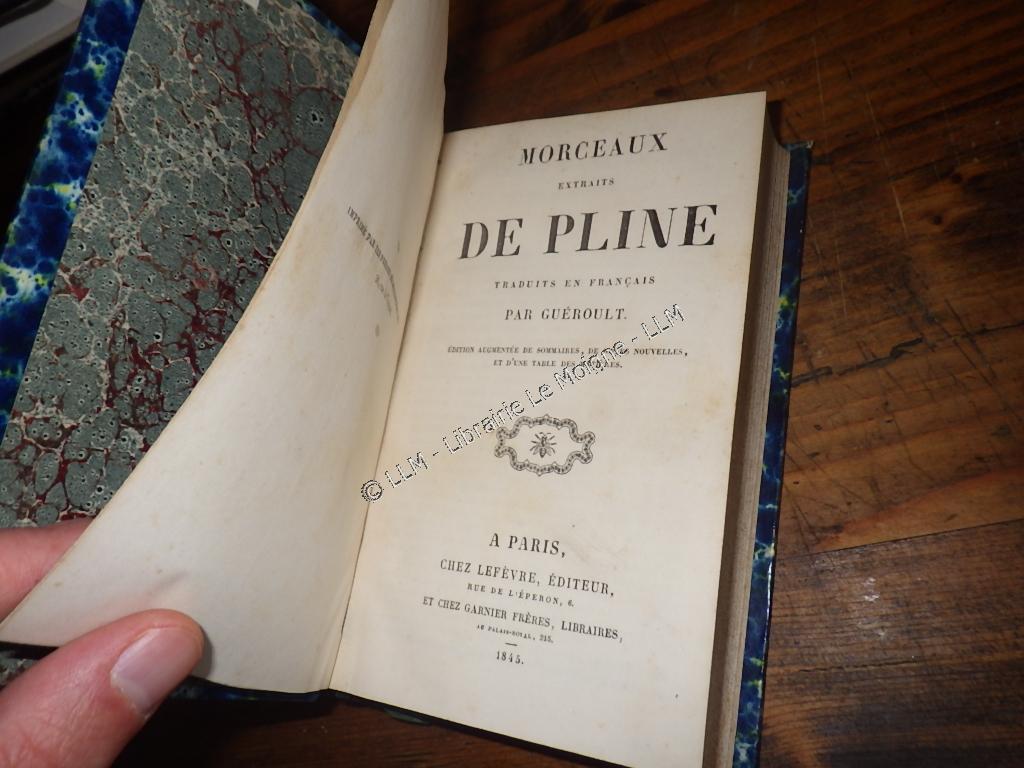 MORCEAUX
EXTRAITS
DE PLINE
TRADUITS EN FRANÇAIS
PAR GUÉROULT.
ÉDITION AUGMENTÉE DE SOMMAIRES, DE NOUVELLES,
ET D'UNE TABLE DES
© LLM - Librairie Le Moigne - LLM
A PARIS,
CHEZ LEFÈVRE, ÉDITEUR,
RUE DE L'ÉPERON, 6.
ET CHEZ GARNIER FRÈRES, LIBRAIRES,
AU PALAIS-ROYAL, 215.
1845.